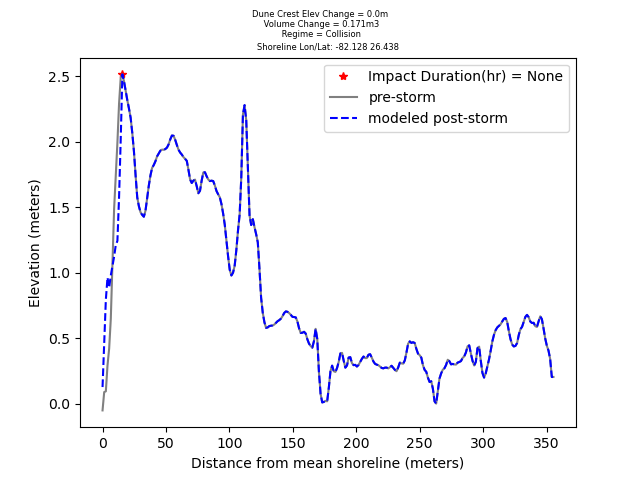 Dune Crest Elev Change = 0.0m
Volume Change = 0.171m3
Regime = Collision
Shoreline Lon/Lat: -82.128 26.438
Impact Duration(hr) = None
pre-storm
modeled post-storm
2.5
2.0
1.5
1.0
0.5
0.0
Elevation (meters)
0 50 100 150 200 250 300 350
Distance from mean shoreline (meters)